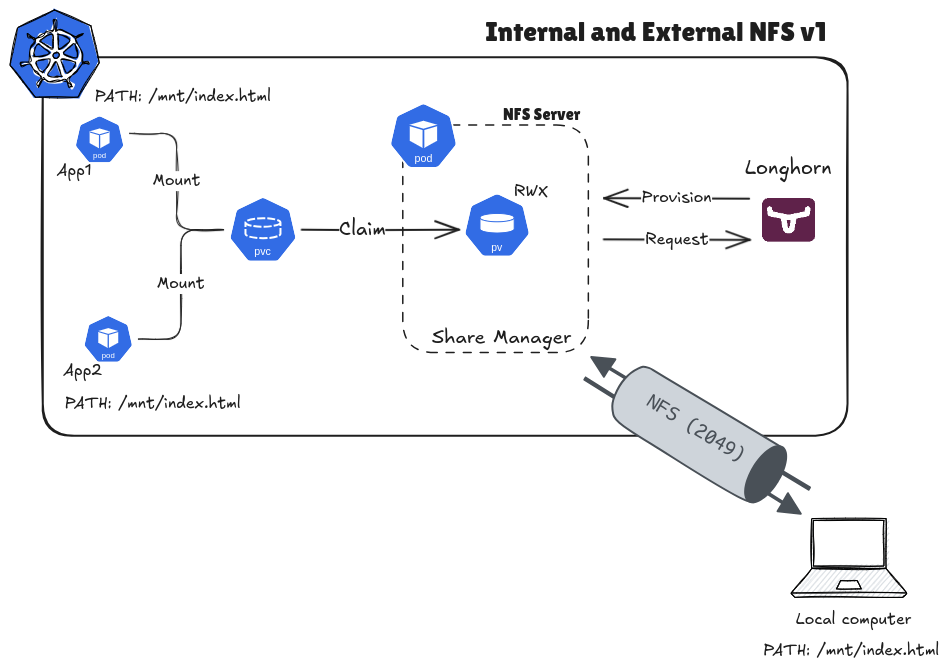 Internal and External NFS v1
PATH: /mnt/index.html
pod
App1
Mount
NFS Server
pod
RWX
pv
Longhorn
Provision
Request
pvc
Claim
Mount
pod
App2
PATH: /mnt/index.html
Share Manager
NFS (2049)
Local computer
PATH: /mnt/index.html